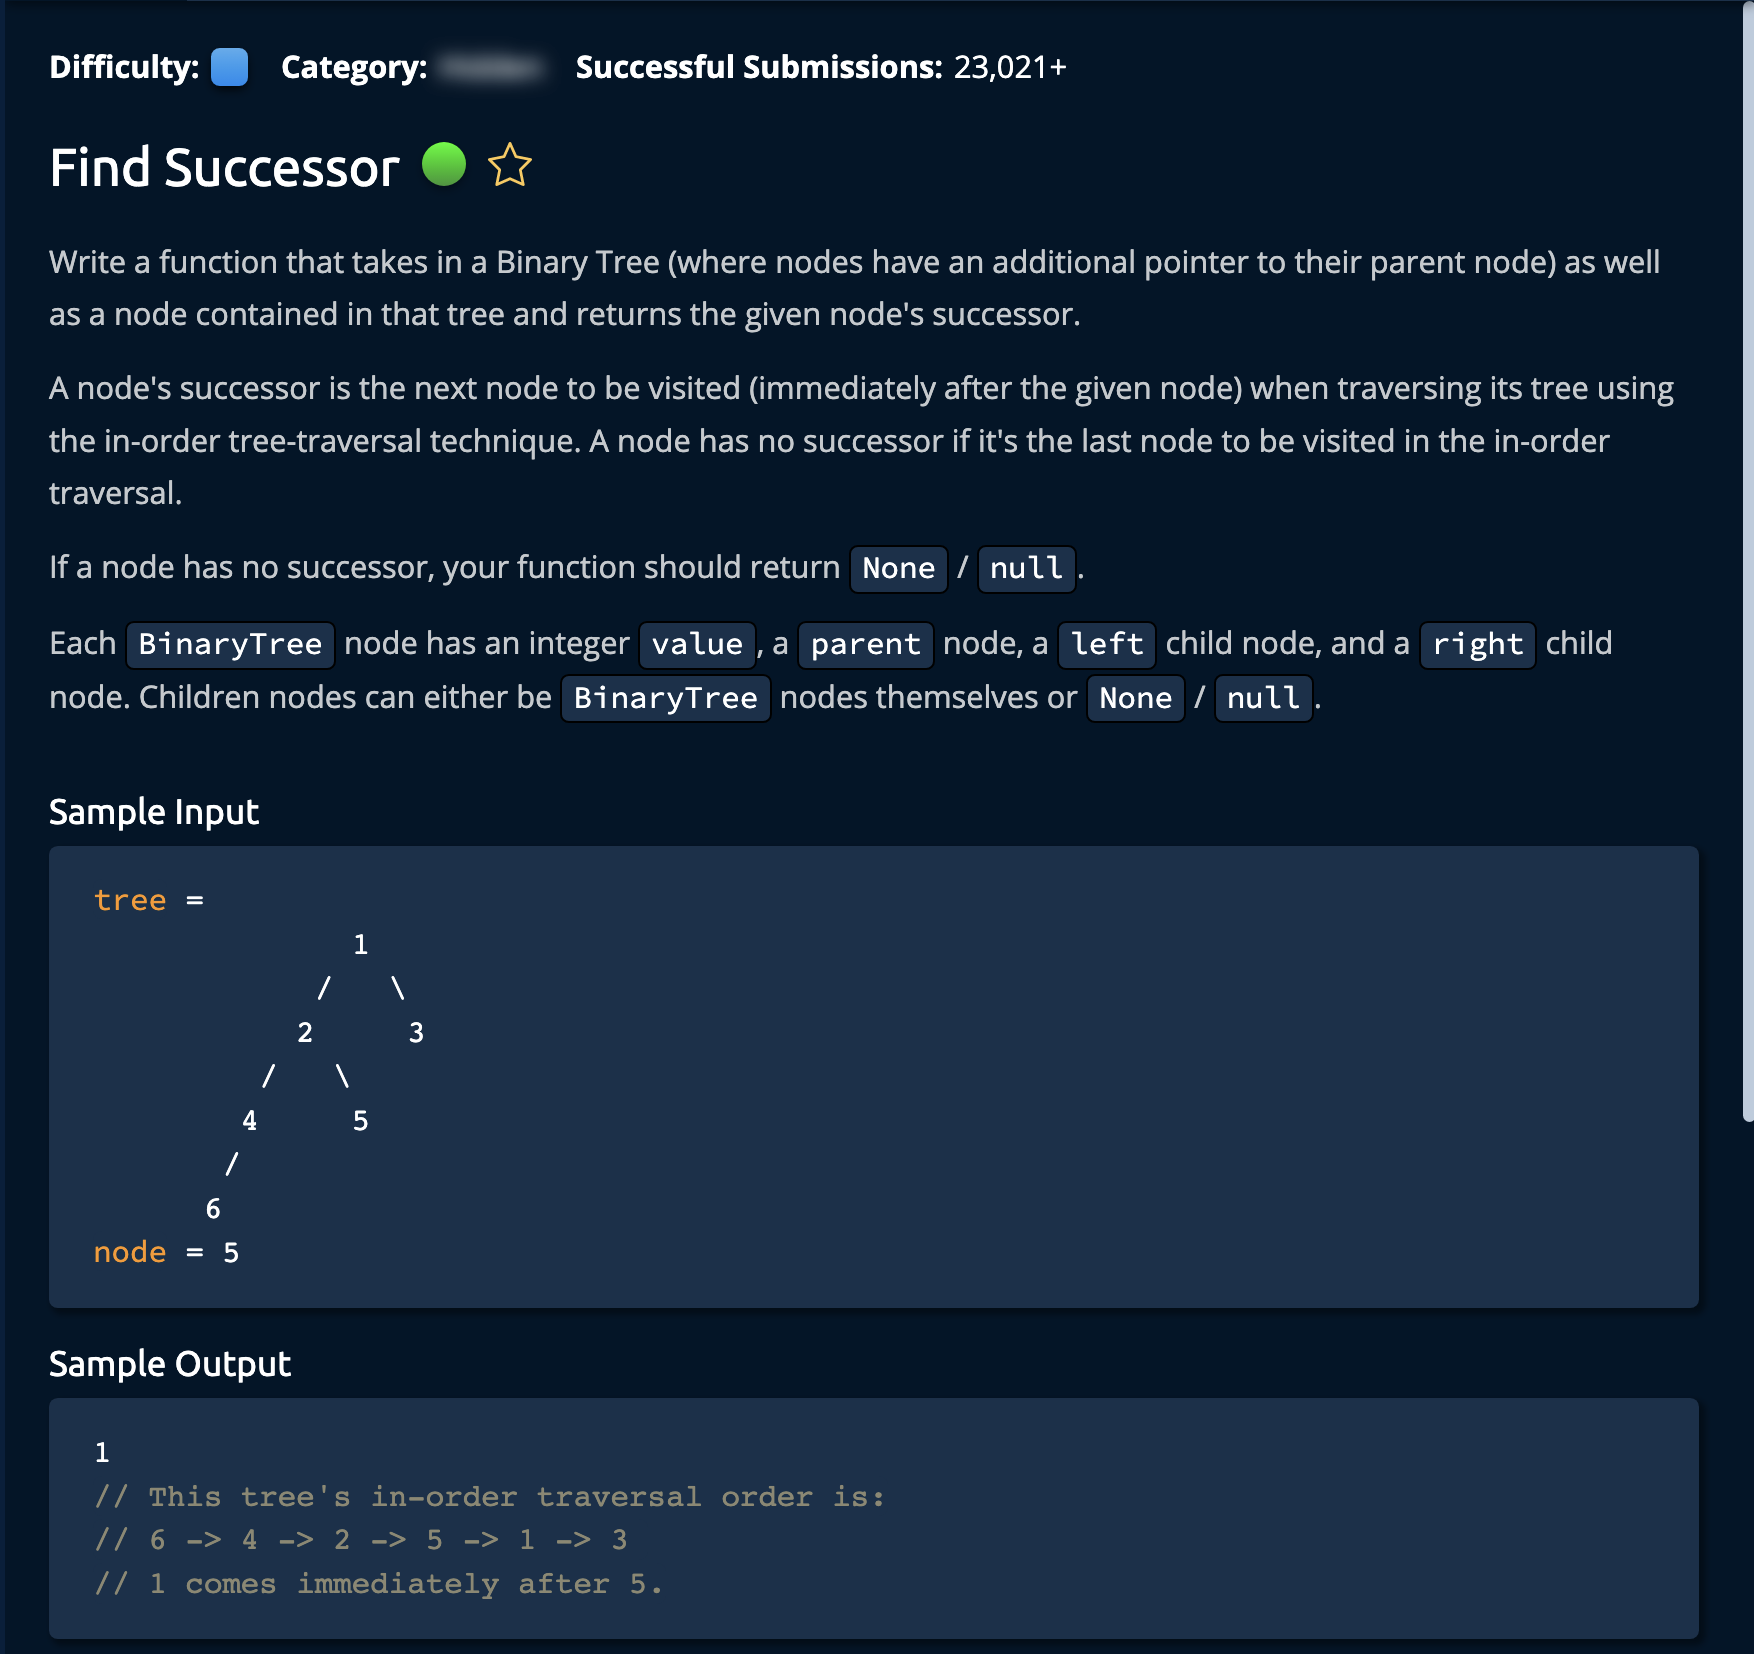 Difficulty: Category: Successful Submissions: 23,021+
Find Successor
Write a function that takes in a Binary Tree (where nodes have an additional pointer to their parent node) as well
as a node contained in that tree and returns the given node's successor.
A node's successor is the next node to be visited (immediately after the given node) when traversing its tree using
the in-order tree-traversal technique. A node has no successor if it's the last node to be visited in the in-order
traversal.
If a node has no successor, your function should return None / null.
Each BinaryTree node has an integer value, a parent node, a left child node, and a right child
node. Children nodes can either be BinaryTree nodes themselves or None / null.
Sample Input
tree =
1
/ \
2 3
/ \
4 5
/
6
node = 5
Sample Output
1
// This tree's in-order traversal order is:
// 6 -> 4 -> 2 -> 5 -> 1 -> 3
// 1 comes immediately after 5.